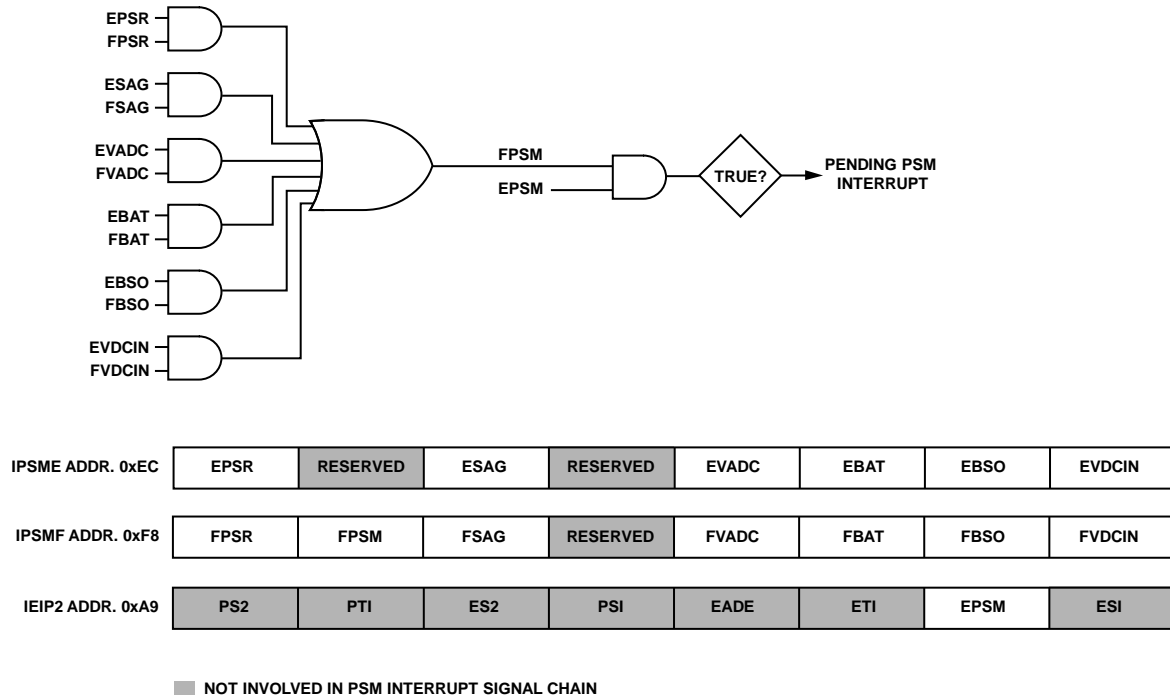 EPSR
FPSR
ESAG
FSAG
EVADC
FVADC
EBAT
FBAT
EBSO
FBSO
EVDCIN
FVDCIN
FPSM
EPSM
TRUE?
PENDING PSM
INTERRUPT
IPSME ADDR. 0xEC EPSR RESERVED ESAG RESERVED EVADC EBAT EBSO EVDCIN
IPSMF ADDR. 0xF8 FPSR FPSM FSAG RESERVED FVADC FBAT FBSO FVDCIN
IEIP2 ADDR. 0xA9 PS2 PTI ES2 PSI EADE ETI EPSM ESI
NOT INVOLVED IN PSM INTERRUPT SIGNAL CHAIN